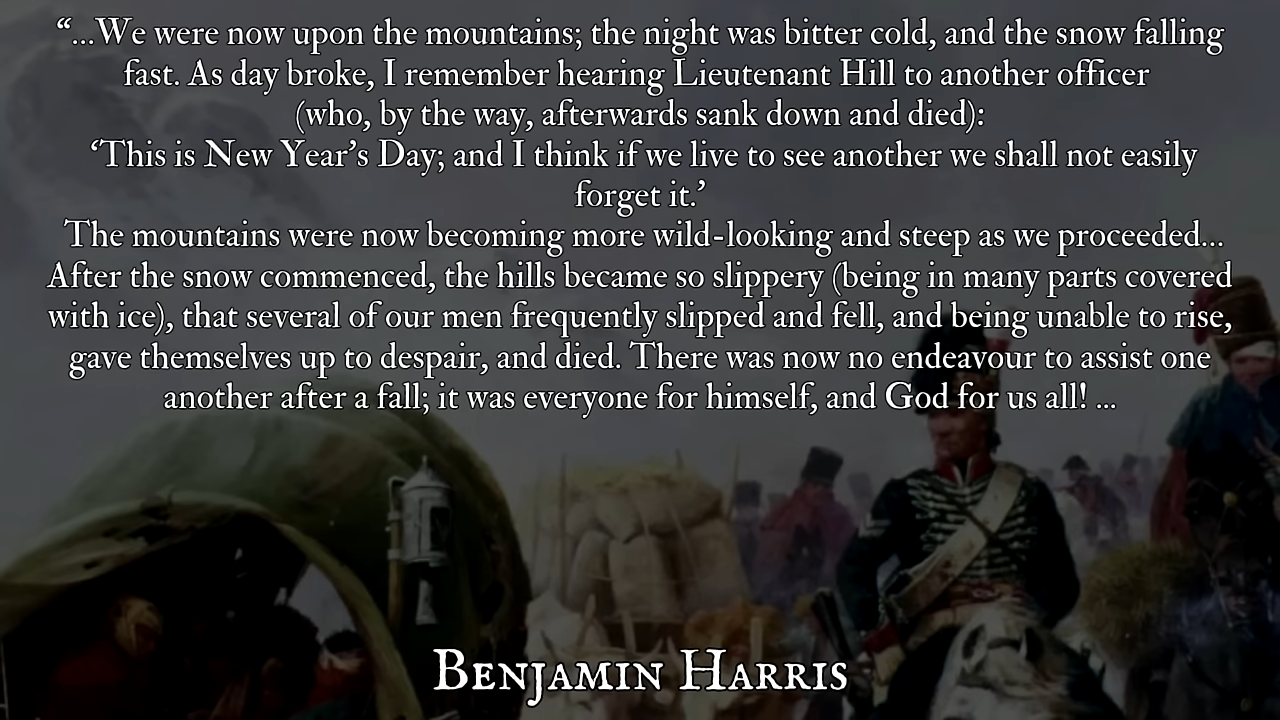 “...We were now upon the mountains; the night was bitter cold, and the snow falling
fast. As day broke, I remember hearing Lieutenant Hill to another officer
(who, by the way, afterwards sank down and died):
‘This is New Year’s Day; and I think if we live to see another we shall not easily
forget it.’
The mountains were now becoming more wild-looking and steep as we proceeded...
After the snow commenced, the hills became so slippery (being in many parts covered
with ice), that several of our men frequently slipped and fell, and being unable to rise,
gave themselves up to despair, and died. There was now no endeavour to assist one
another after a fall; it was everyone for himself, and God for us all! ...
Benjamin Harris